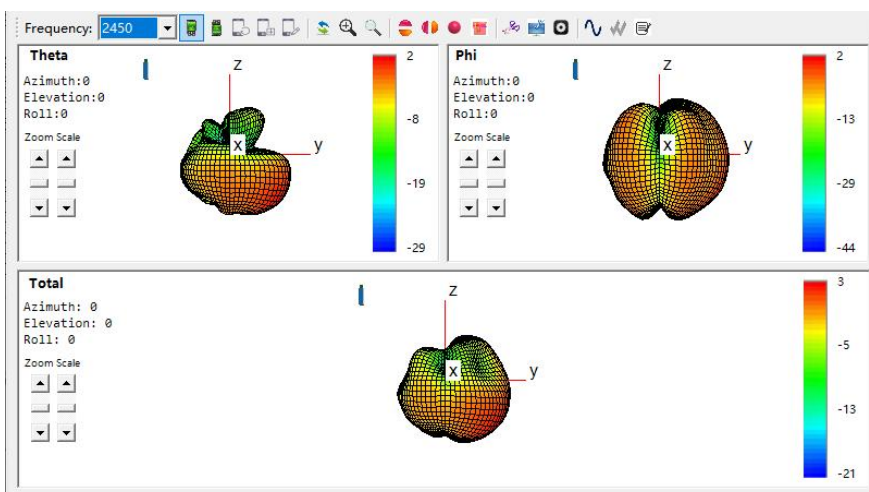 Frequency: 2450
Theta
Azimuth:0
Elevation:0
Roll:0
Zoom Scale
z
x
y
2
-8
-19
-29
Phi
Azimuth:0
Elevation:0
Roll:0
Zoom Scale
z
x
y
2
-13
-29
-44
Total
Azimuth: 0
Elevation: 0
Roll: 0
Zoom Scale
z
x
y
3
-5
-13
-21